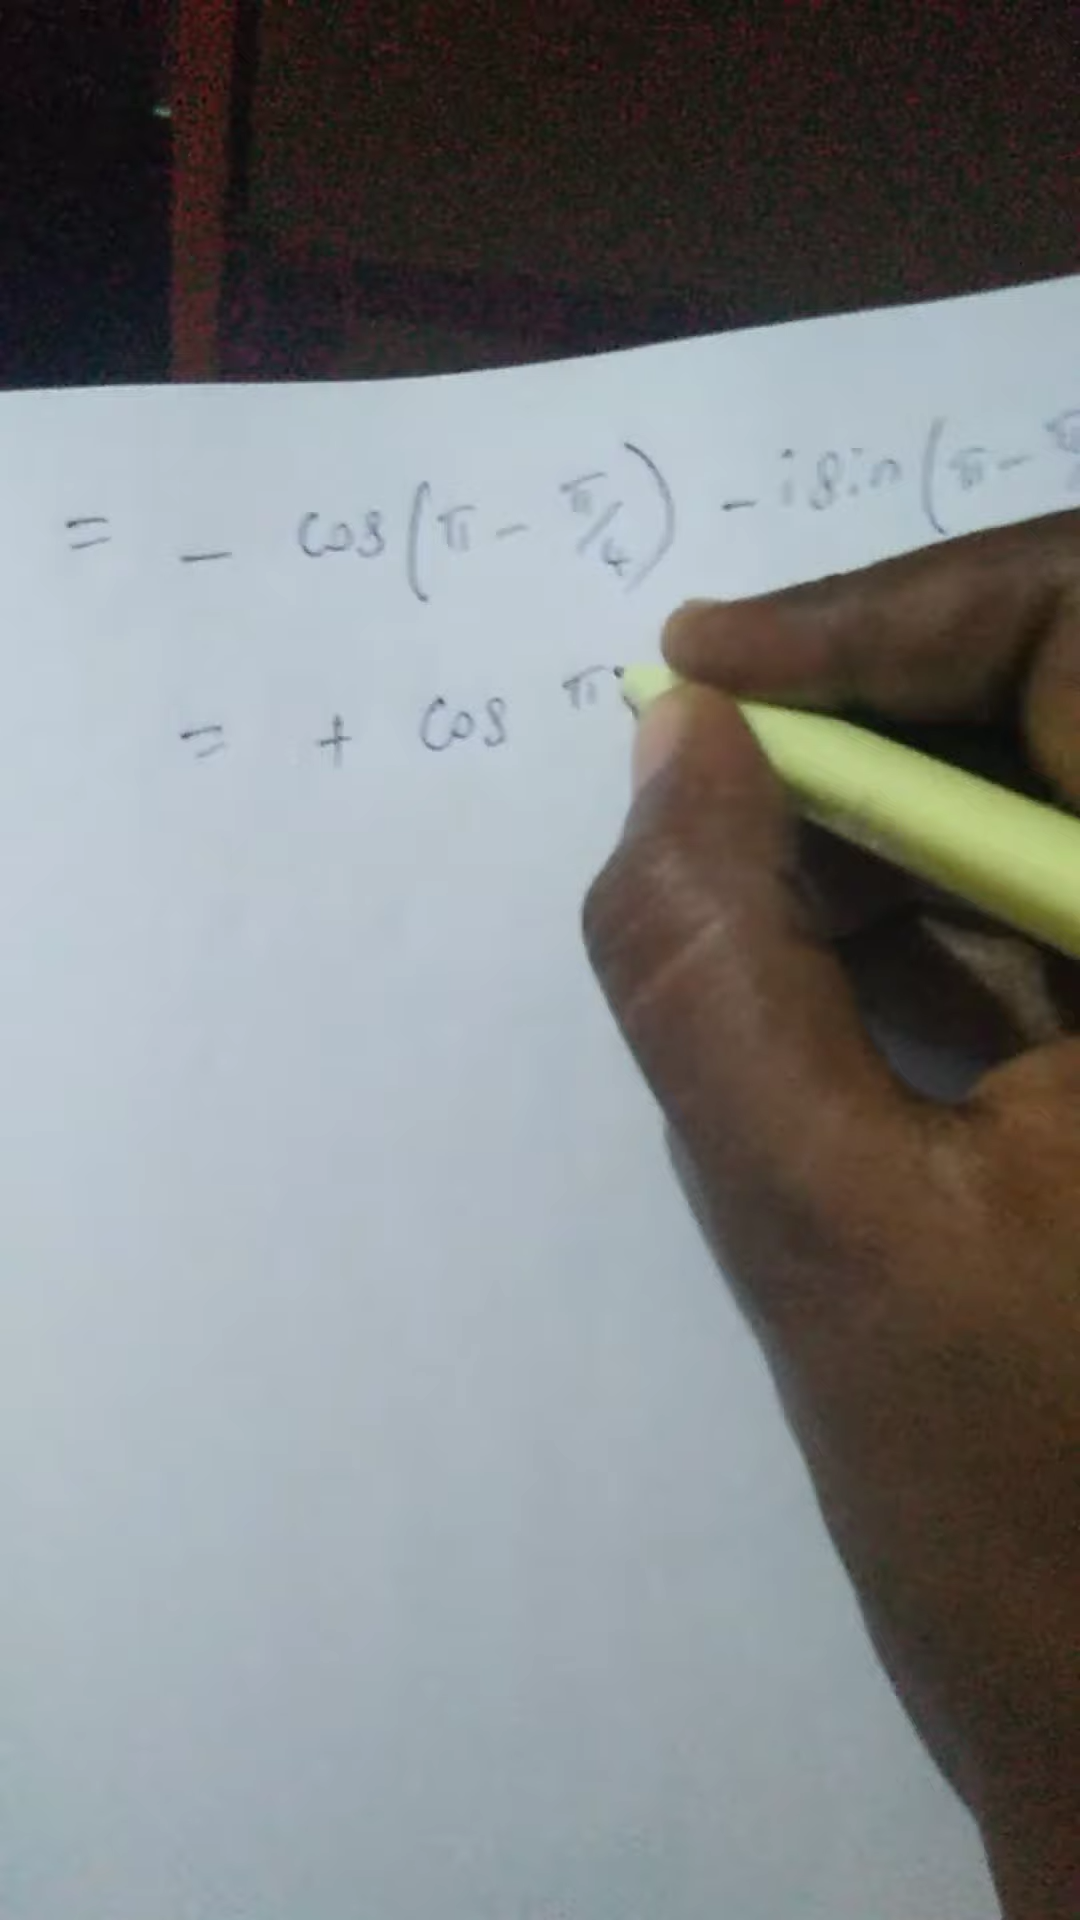 = - cos(π - π/4) - i sin(π - π
= + cos π